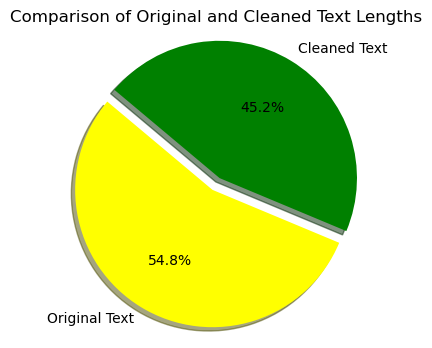 Comparison of Original and Cleaned Text Lengths
Cleaned Text
45.2%
54.8%
Original Text